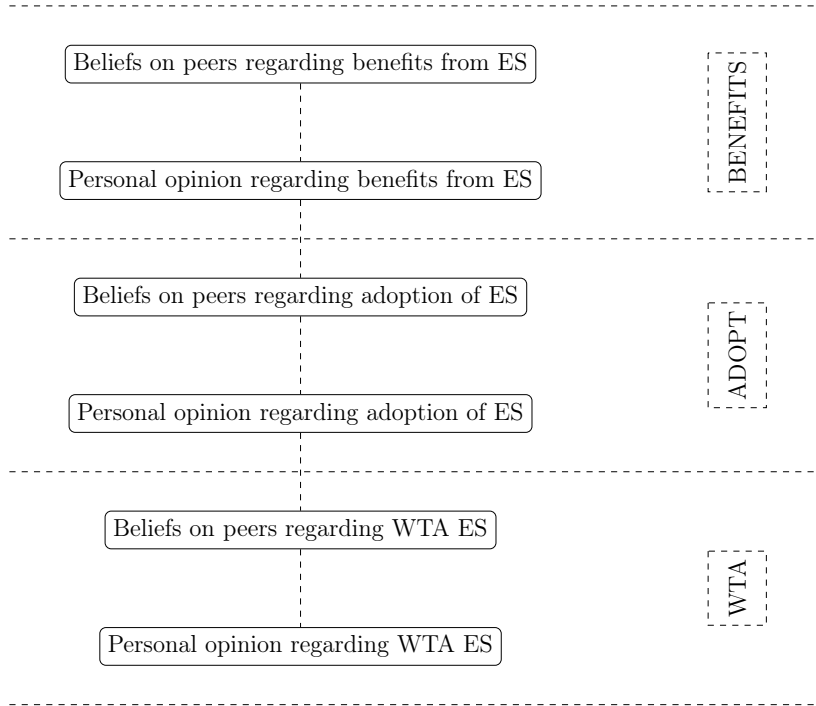 Beliefs on peers regarding benefits from ES
Personal opinion regarding benefits from ES
BENEFITS
Beliefs on peers regarding adoption of ES
Personal opinion regarding adoption of ES
ADOPT
Beliefs on peers regarding WTA ES
Personal opinion regarding WTA ES
WTA